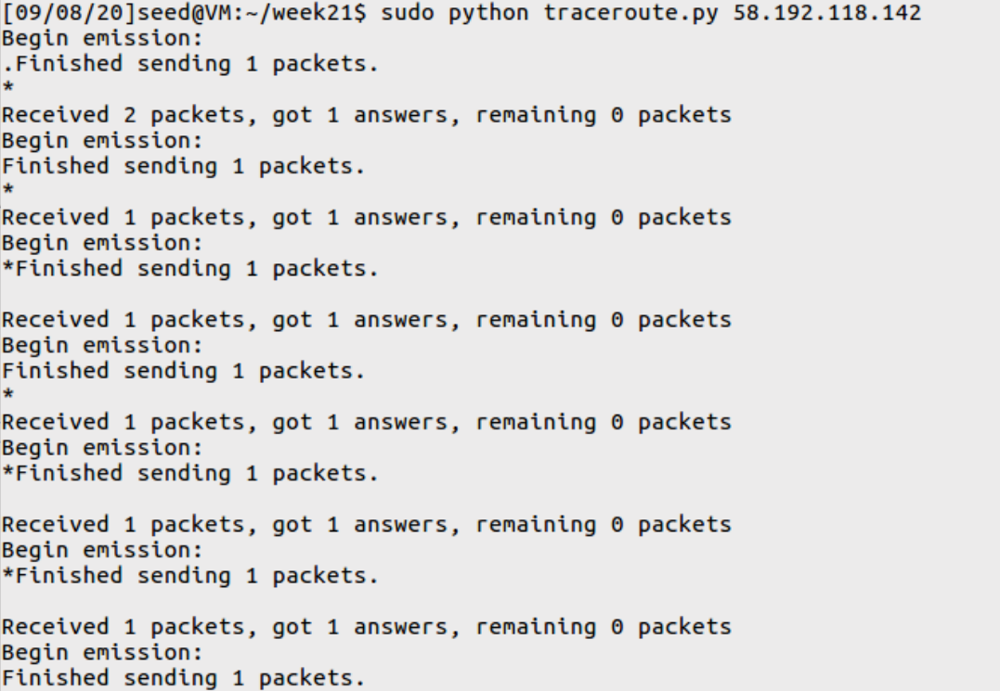 [09/08/20]seed@VM:~/week21$ sudo python traceroute.py 58.192.118.142
Begin emission:
.Finished sending 1 packets.
*
Received 2 packets, got 1 answers, remaining 0 packets
Begin emission:
Finished sending 1 packets.
*
Received 1 packets, got 1 answers, remaining 0 packets
Begin emission:
*Finished sending 1 packets.

Received 1 packets, got 1 answers, remaining 0 packets
Begin emission:
Finished sending 1 packets.
*
Received 1 packets, got 1 answers, remaining 0 packets
Begin emission:
*Finished sending 1 packets.

Received 1 packets, got 1 answers, remaining 0 packets
Begin emission:
*Finished sending 1 packets.

Received 1 packets, got 1 answers, remaining 0 packets
Begin emission:
Finished sending 1 packets.